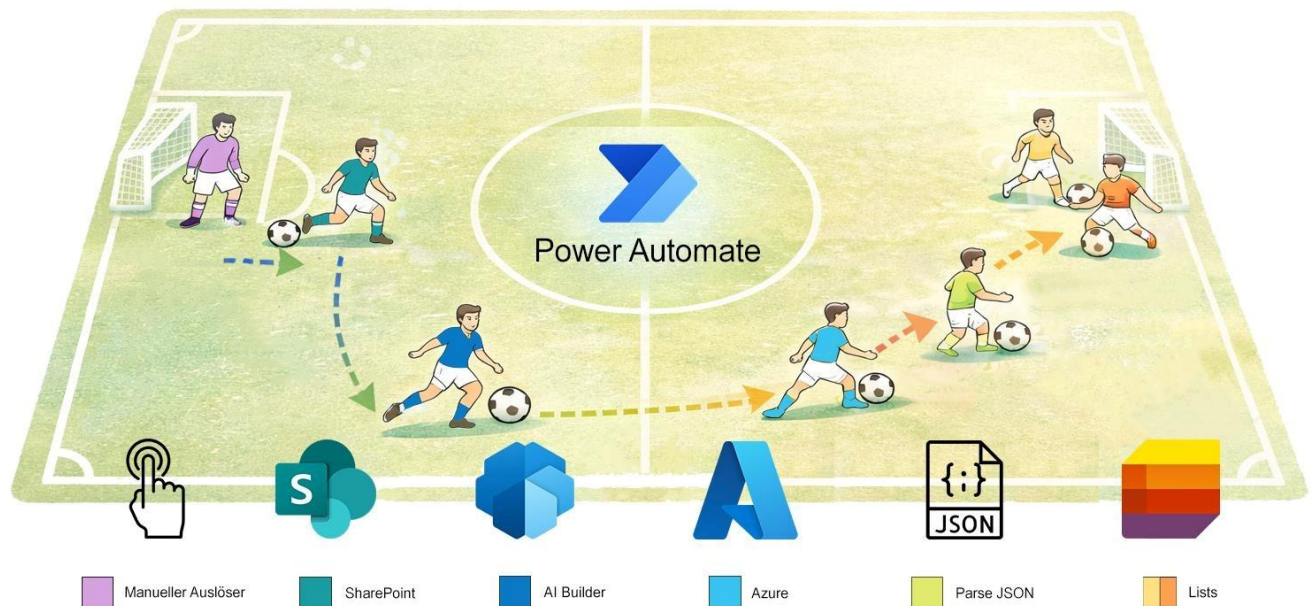 Power Automate
S
{;}
JSON
Manueller Auslöser
SharePoint
AI Builder
Azure
Parse JSON
Lists